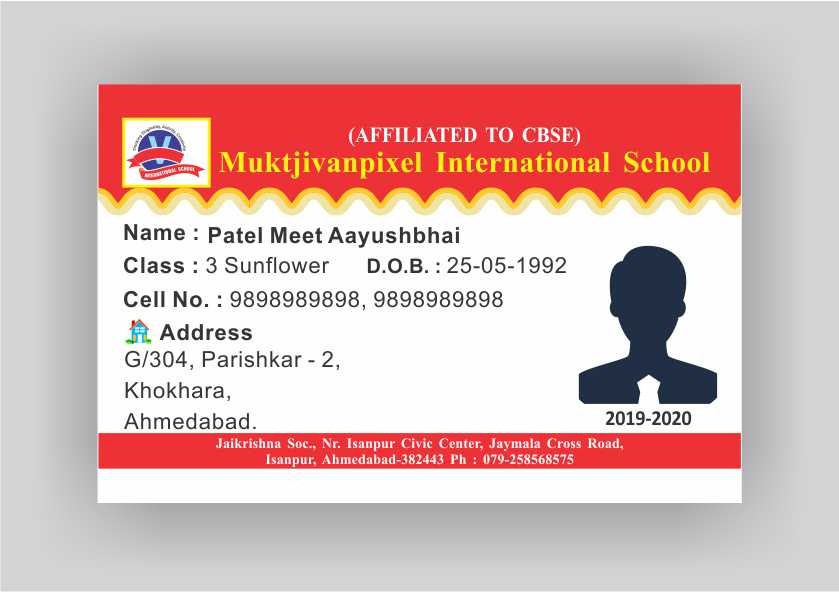 (AFFILIATED TO CBSE)
Muktjivanpixel International School
V
INTERNATIONAL SCHOOL
Name : Patel Meet Aayushbhai
Class : 3 Sunflower D.O.B. : 25-05-1992
Cell No. : 9898989898, 9898989898
Address
G/304, Parishkar - 2,
Khokhara,
Ahmedabad.
2019-2020
Jaikrishna Soc., Nr. Isanpur Civic Center, Jaymala Cross Road,
Isanpur, Ahmedabad-382443 Ph : 079-258568575